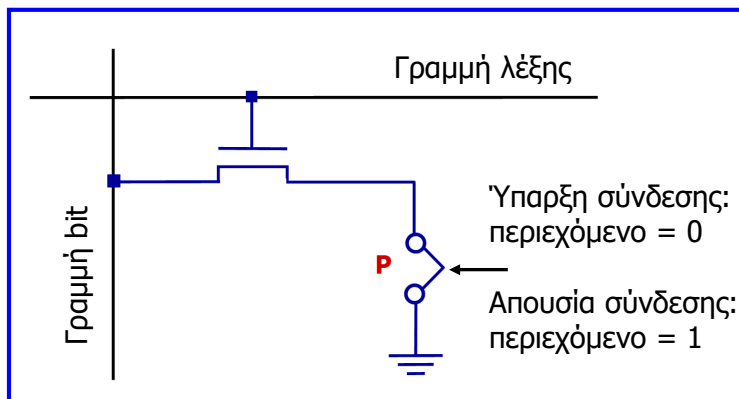 Γραμμή λέξης
Γραμμή bit
Ύπαρξη σύνδεσης:
περιεχόμενο = 0
P
Απουσία σύνδεσης:
περιεχόμενο = 1